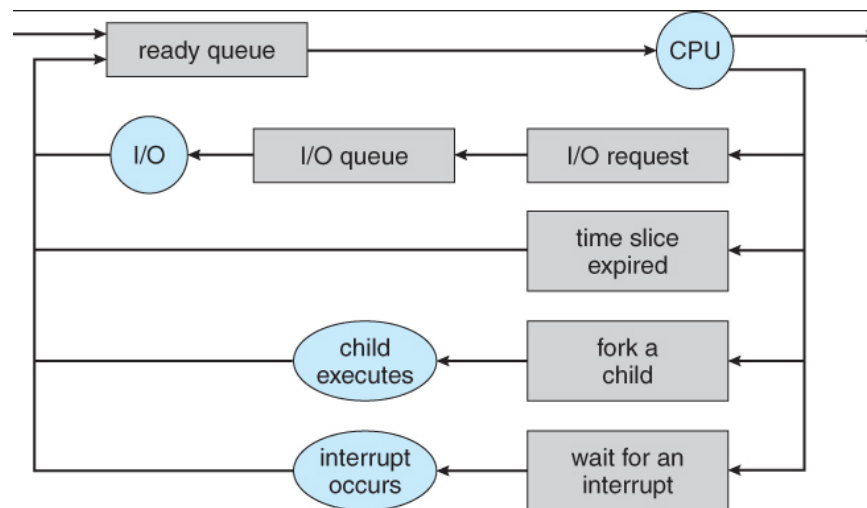 ready queue
CPU
I/O
I/O queue
I/O request
time slice
expired
child
executes
fork a
child
interrupt
occurs
wait for an
interrupt